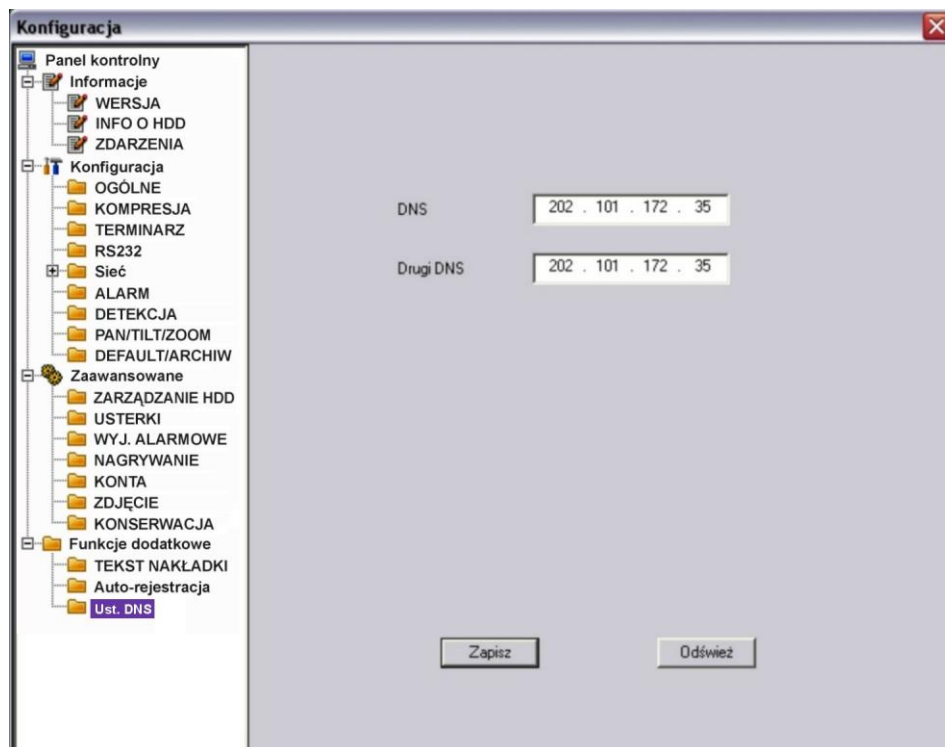 Konfiguracja
Panel kontrolny
Informacje
WERSJA
INFO O HDD
ZDARZENIA
Konfiguracja
OGÓLNE
KOMPRESJA
TERMINARZ
RS232
Sieć
ALARM
DETEKCJA
PAN/TILT/ZOOM
DEFAULT/ARCHIW
Zaawansowane
ZARZĄDZANIE HDD
USTERKI
WYJ. ALARMOWE
NAGRYWANIE
KONTA
ZDJĘCIE
KONSERWACJA
Funkcje dodatkowe
TEKST NAKŁADKI
Auto-rejestracja
Ust. DNS
DNS 202 . 101 . 172 . 35
Drugi DNS 202 . 101 . 172 . 35
Zapisz Odśwież